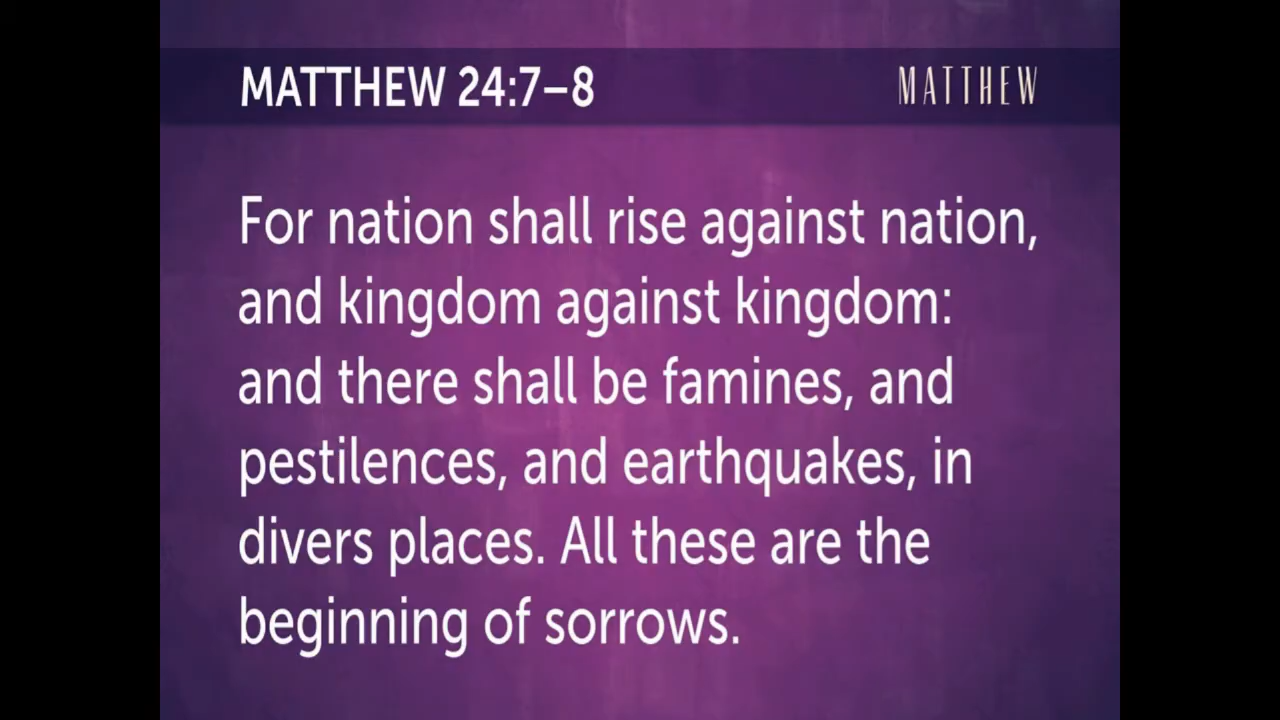 MATTHEW 24:7–8
MATTHEW
For nation shall rise against nation,
and kingdom against kingdom:
and there shall be famines, and
pestilences, and earthquakes, in
divers places. All these are the
beginning of sorrows.